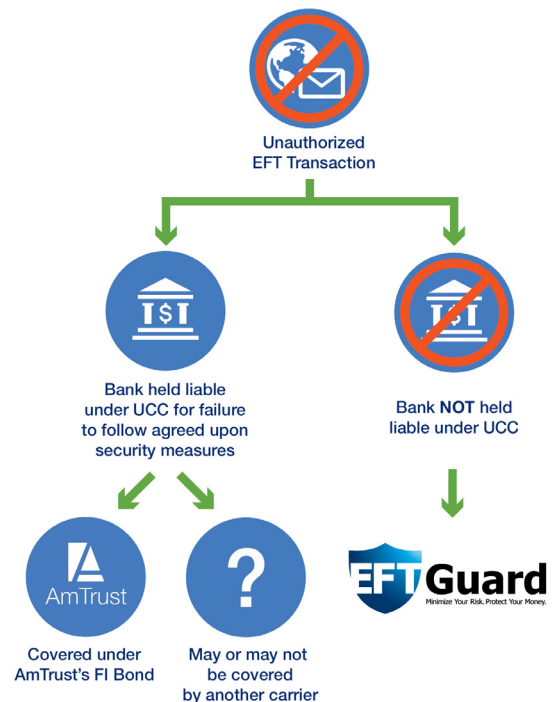 Unauthorized
EFT Transaction
$
$
Bank held liable
under UCC for failure
to follow agreed upon
security measures
Bank NOT held
liable under UCC
AmTrust
?
EFT Guard
Minimize Your Risk. Protect Your Money.
Covered under
AmTrust's FI Bond
May or may not
be covered
by another carrier